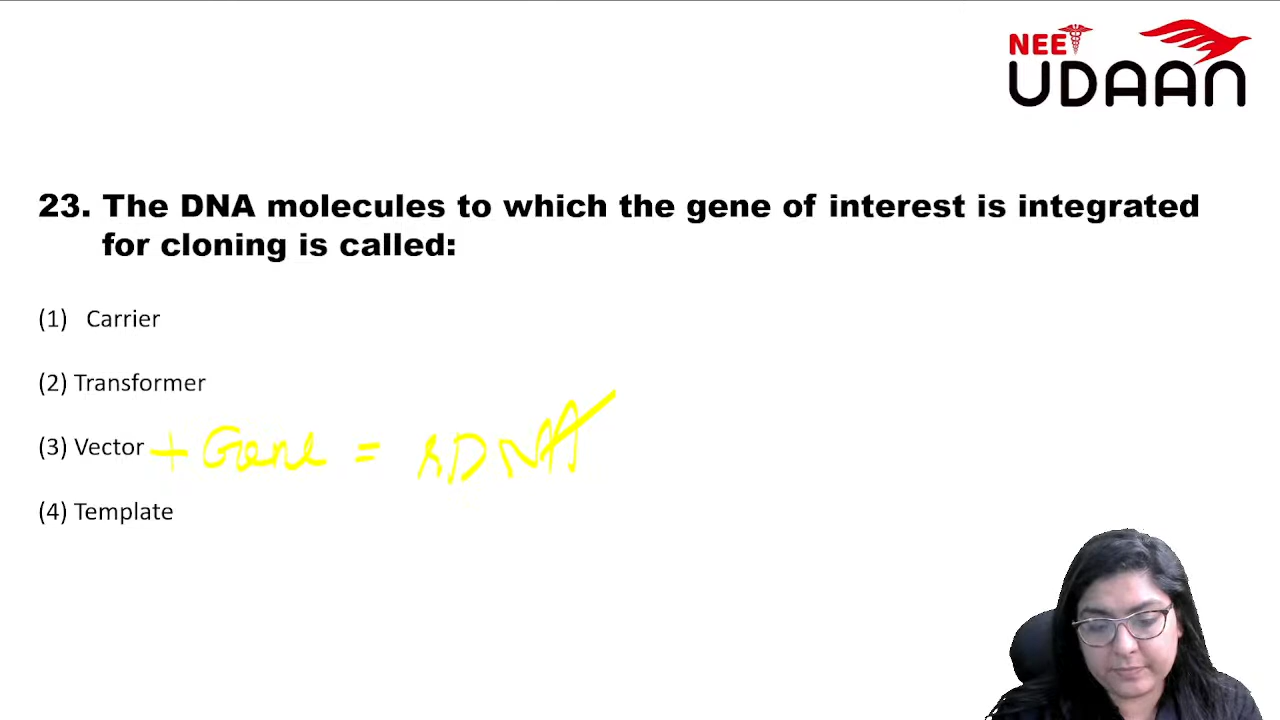 NEET
UDAAN
23. The DNA molecules to which the gene of interest is integrated
for cloning is called:
(1) Carrier
(2) Transformer
(3) Vector + Gene = rDNA
(4) Template